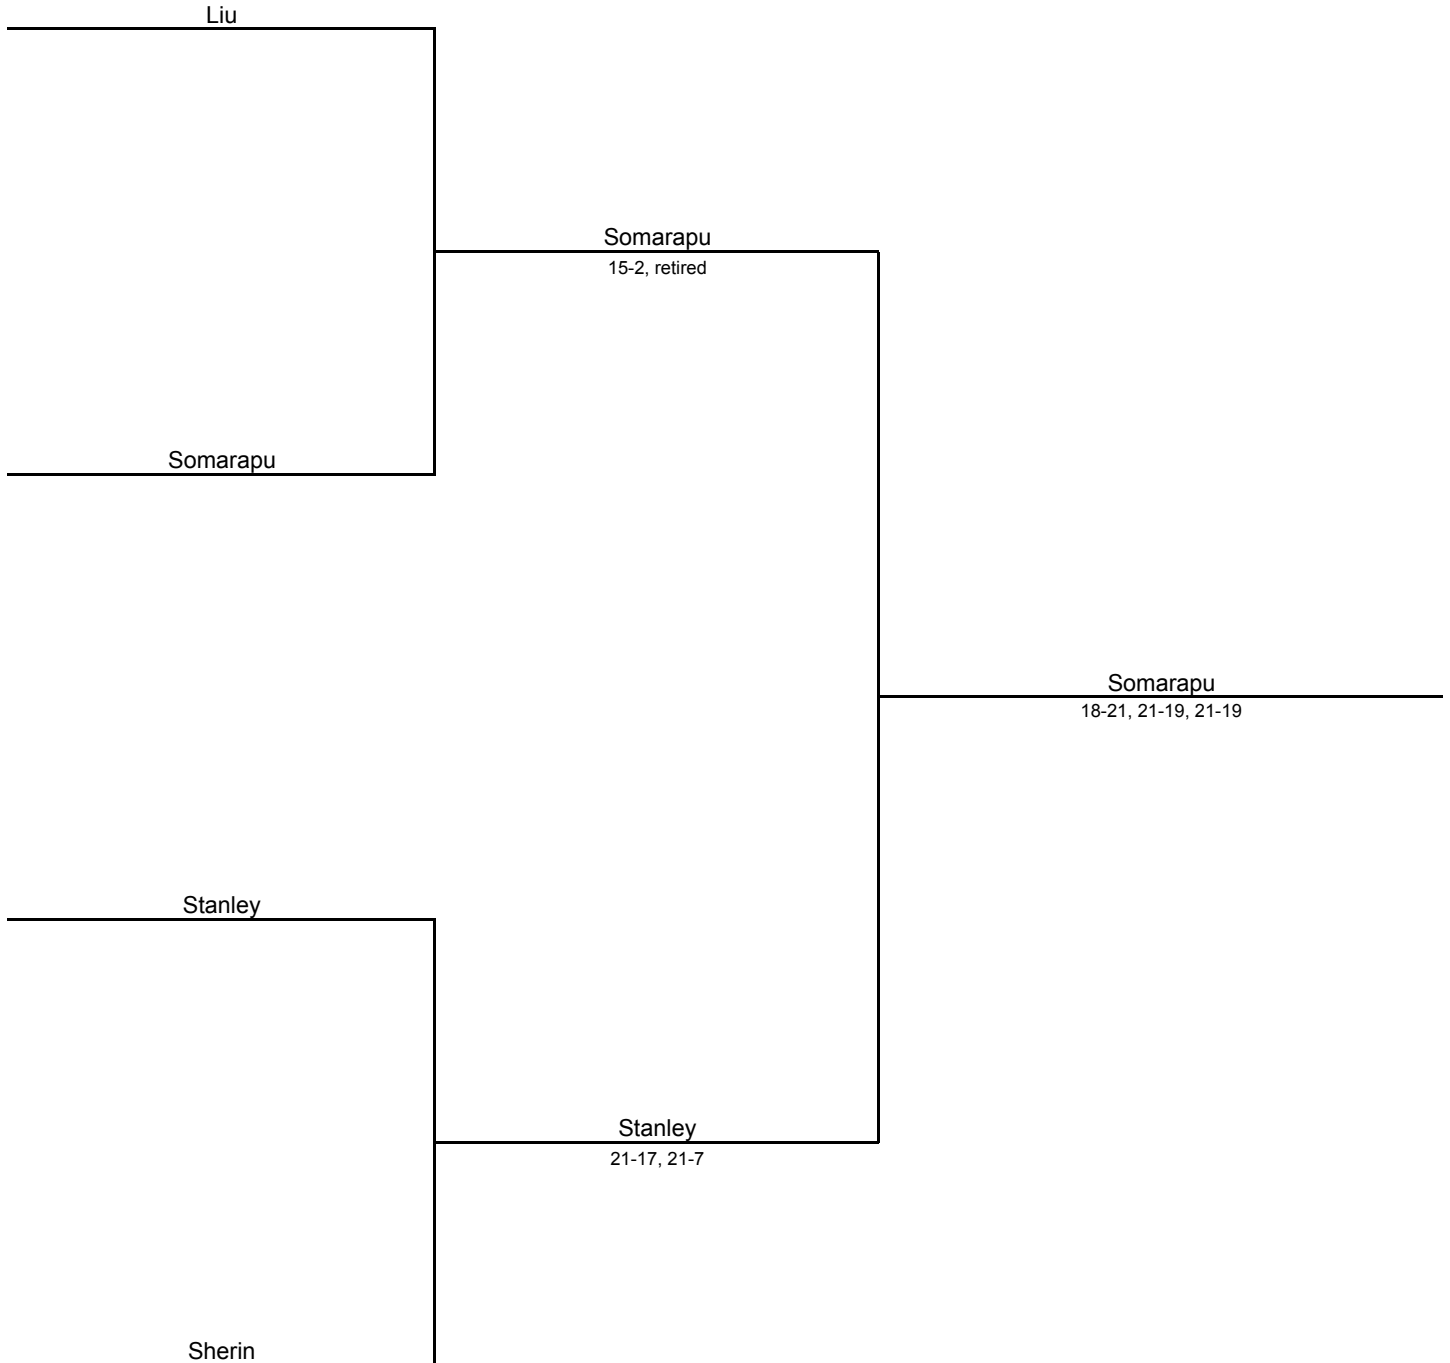 Liu
Somarapu
15-2, retired
Somarapu
Somarapu
18-21, 21-19, 21-19
Stanley
Stanley
21-17, 21-7
Sherin